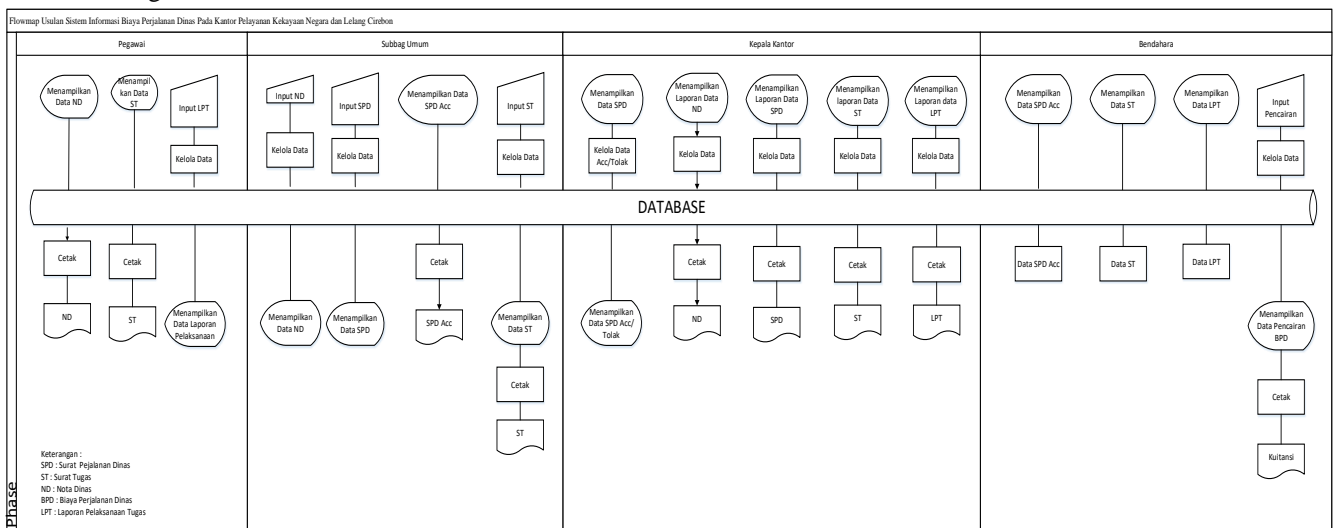 Flowmap Usulan Sistem Informasi Biaya Perjalanan Dinas Pada Kantor Pelayanan Kekayaan Negara dan Lelang Cirebon
Pegawai
Subbag Umum
Kepala Kantor
Bendahara
Menampilkan
Data ND
Menampil
kan Data
ST
Input LPT
Kelola Data
Input ND
Kelola Data
Input SPD
Kelola Data
Menampilkan Data
SPD Acc
Input ST
Kelola Data
Menampilkan
Data SPD
Kelola Data
Acc/Tolak
Menampilkan
Laporan Data
ND
Kelola Data
Menampilkan
Laporan Data
SPD
Kelola Data
Menampilkan
laporan Data
ST
Kelola Data
Menampilkan
Laporan data
LPT
Kelola Data
Menampilkan
Data SPD Acc
Menampilkan
Data ST
Menampilkan
Data LPT
Input
Pencairan
Kelola Data
DATABASE
Cetak
ND
Cetak
ST
Menampilkan
Data Laporan
Pelaksanaan
Menampilkan
Data ND
Menampilkan
Data SPD
Cetak
SPD Acc
Menampilkan
Data ST
Cetak
ST
Menampilkan
Data SPD Acc/
Tolak
Cetak
ND
Cetak
SPD
Cetak
ST
Cetak
LPT
Data SPD Acc
Data ST
Data LPT
Menampilkan
Data Pencairan
BPD
Cetak
Kuitansi
Keterangan :
SPD : Surat Pejalanan Dinas
ST : Surat Tugas
ND : Nota Dinas
BPD : Biaya Perjalanan Dinas
LPT : Laporan Pelaksanaan Tugas
Phase